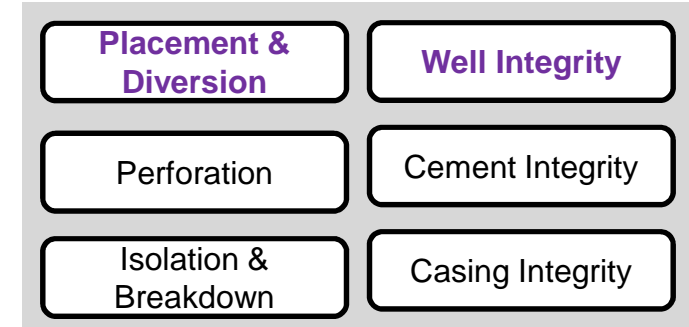 Placement &
Diversion
Well Integrity
Perforation
Cement Integrity
Isolation &
Breakdown
Casing Integrity